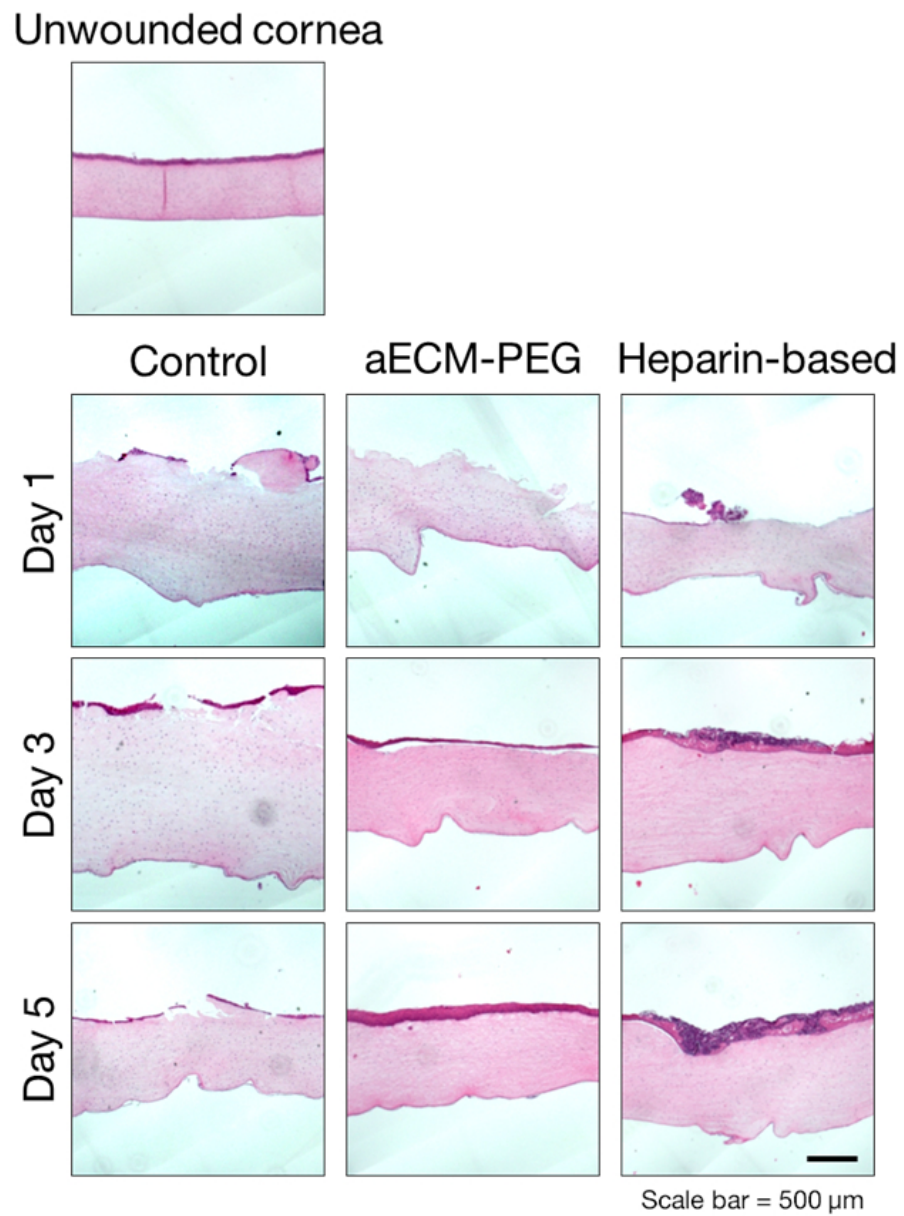 Unwounded cornea
Control
aECM-PEG
Heparin-based
Day 1
Day 3
Day 5
Scale bar = 500 µm